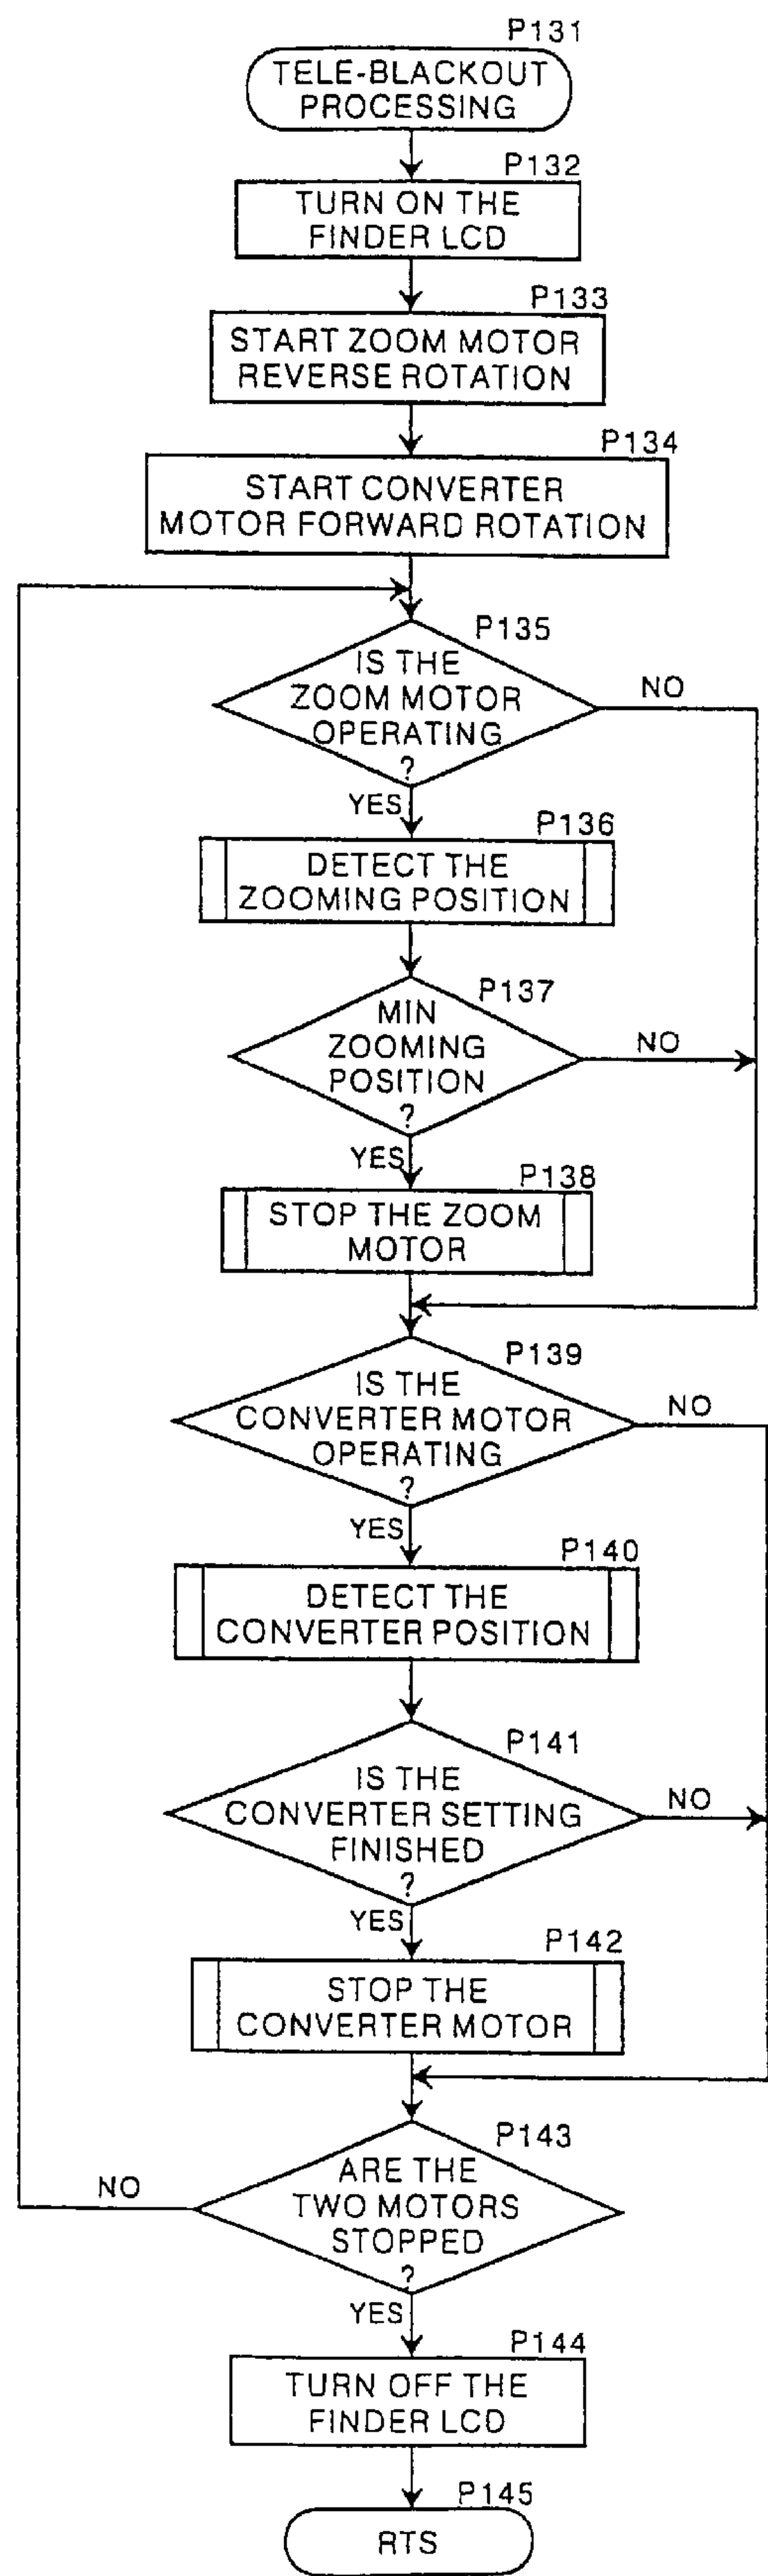 P131
TELE-BLACKOUT
PROCESSING
P132
TURN ON THE
FINDER LCD
P133
START ZOOM MOTOR
REVERSE ROTATION
P134
START CONVERTER
MOTOR FORWARD ROTATION
P135
IS THE
ZOOM MOTOR
OPERATING
?
NO
YES
P136
DETECT THE
ZOOMING POSITION
P137
MIN
ZOOMING
POSITION
?
NO
YES
P138
STOP THE ZOOM
MOTOR
P139
IS THE
CONVERTER MOTOR
OPERATING
?
NO
YES
P140
DETECT THE
CONVERTER POSITION
P141
IS THE
CONVERTER SETTING
FINISHED
?
NO
YES
P142
STOP THE
CONVERTER MOTOR
P143
ARE THE
TWO MOTORS
STOPPED
?
NO
YES
P144
TURN OFF THE
FINDER LCD
P145
RTS